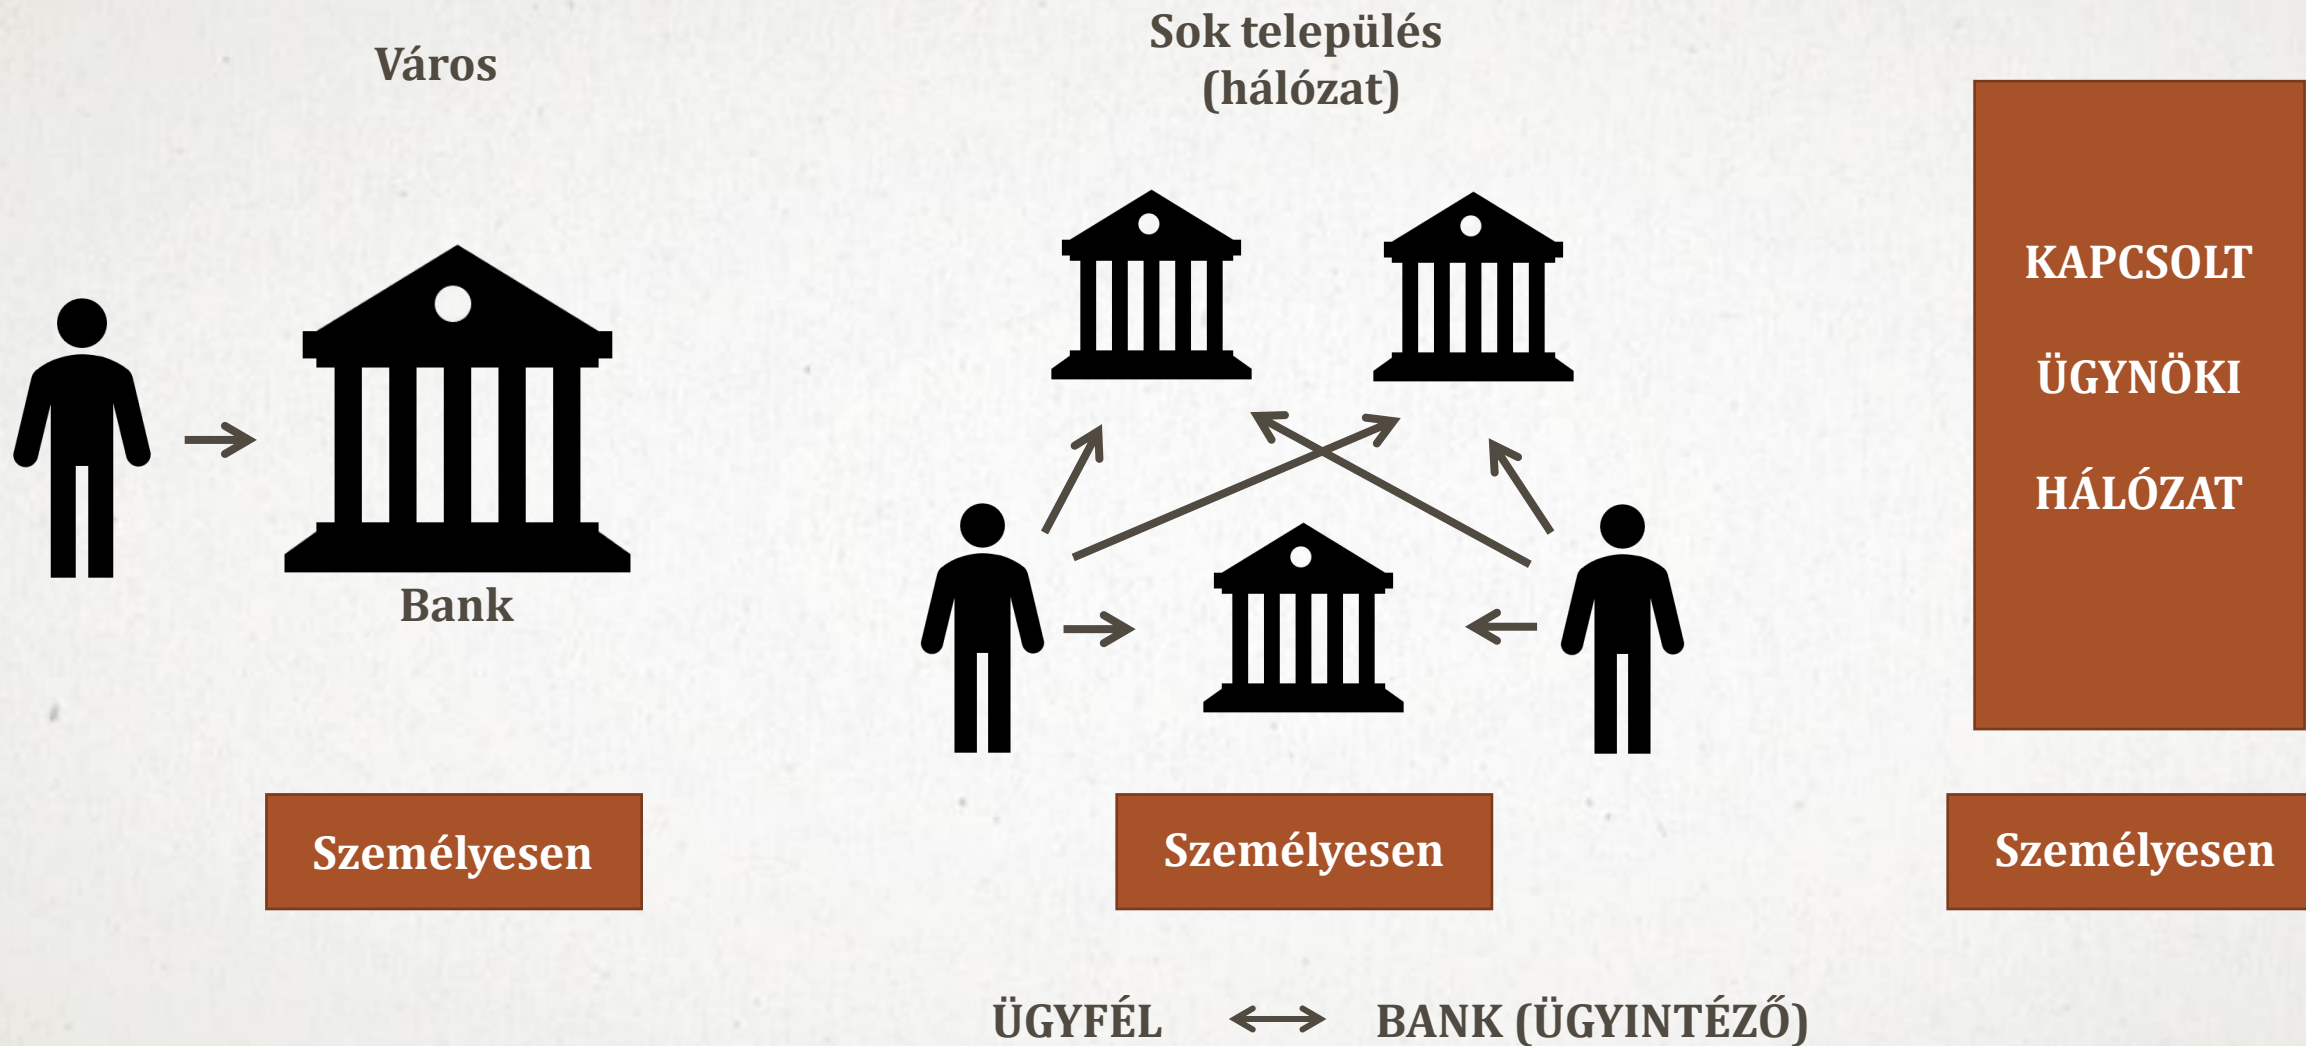 Város
Sok település
(hálózat)
KAPCSOLT
ÜGYNÖKI
HÁLÓZAT
Bank
Személyesen
Személyesen
Személyesen
ÜGYFÉL
BANK (ÜGYINTÉZŐ)